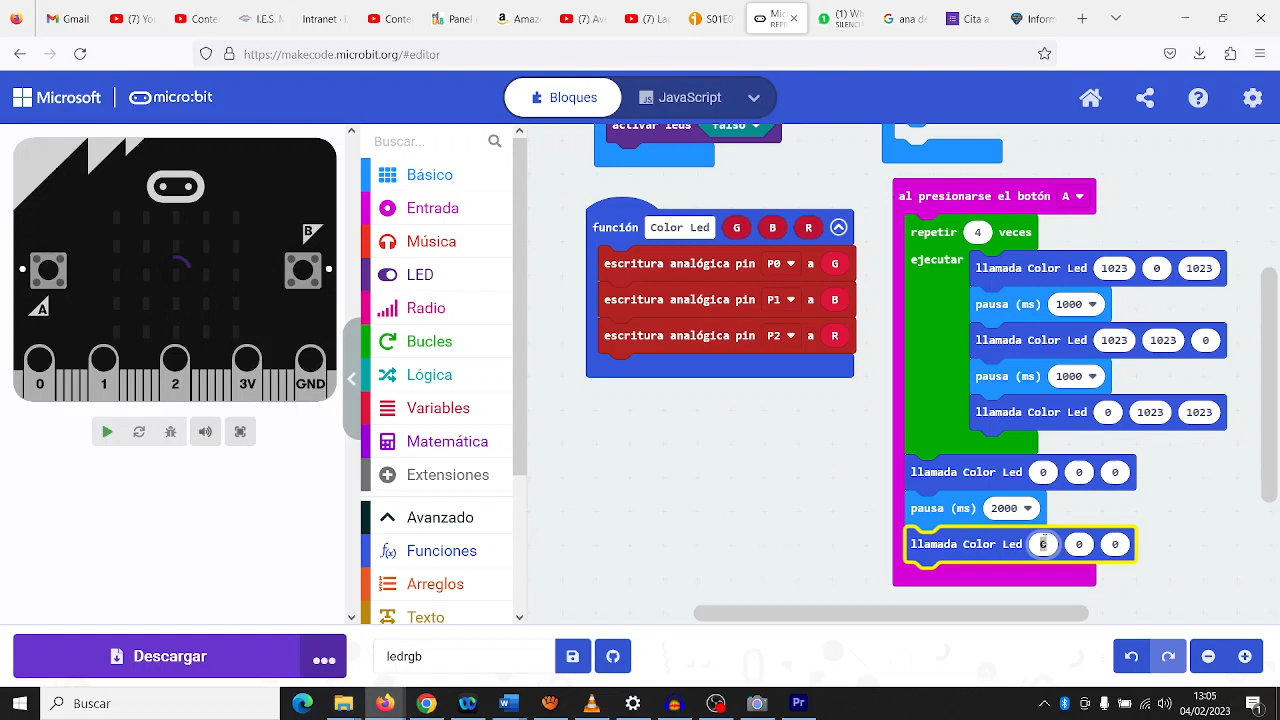 Gmail
(7) Yo
Conte
I.E.S. M
Intranet - I
Conte
Panel
Amaz
(7) Av
(7) La
S01E0
Mic
REPR
(1) Wh
SILENCIA
ana de
Cita a
Inform
https://makecode.microbit.org/#editor
Microsoft
micro:bit
Bloques
JavaScript
B
A
0
1
2
3V
GND
Buscar...
Básico
Entrada
Música
LED
Radio
Bucles
Lógica
Variables
Matemática
Extensiones
Avanzado
Funciones
Arreglos
Texto
activar leds falso
función Color Led G B R
escritura analógica pin P0 a G
escritura analógica pin P1 a B
escritura analógica pin P2 a R
al presionarse el botón A
repetir 4 veces
ejecutar
llamada Color Led 1023 0 1023
pausa (ms) 1000
llamada Color Led 1023 1023 0
pausa (ms) 1000
llamada Color Led 0 1023 1023
llamada Color Led 0 0 0
pausa (ms) 2000
llamada Color Led 0 0 0
Descargar
ledrgb
Buscar
Pr
13:05
04/02/2023